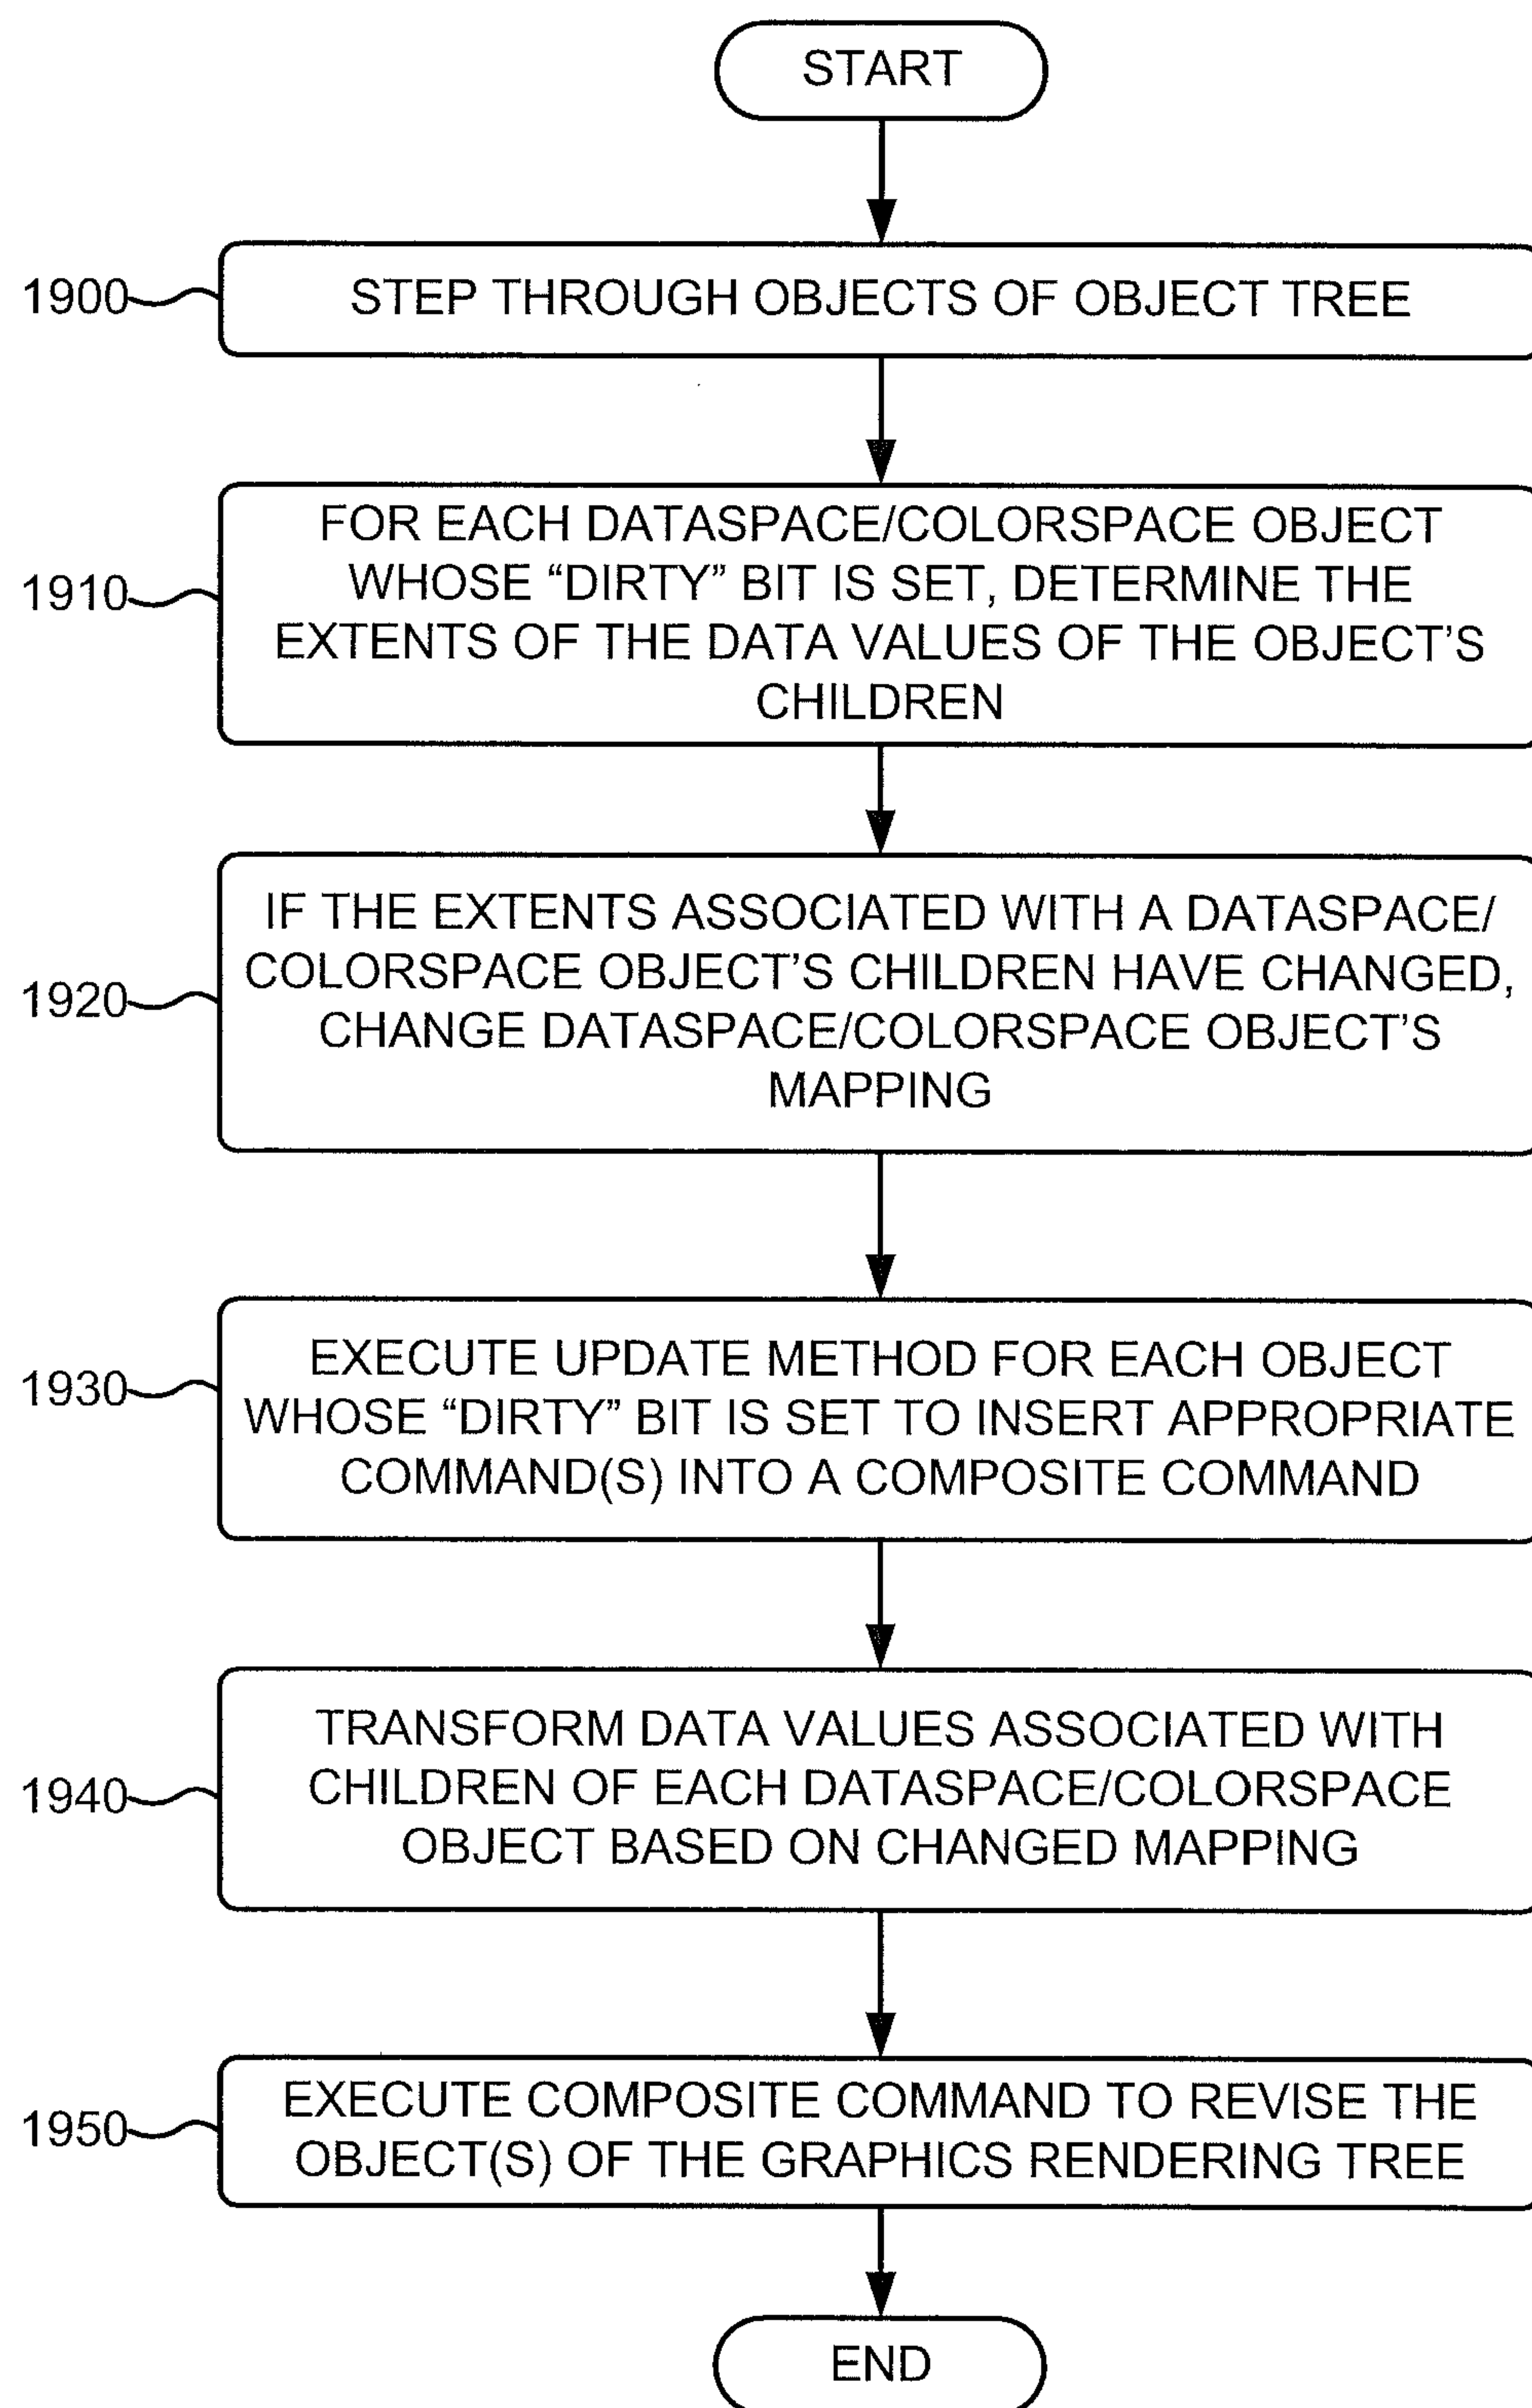 START
1900
STEP THROUGH OBJECTS OF OBJECT TREE
1910
FOR EACH DATASPACE/COLORSPACE OBJECT
WHOSE “DIRTY” BIT IS SET, DETERMINE THE
EXTENTS OF THE DATA VALUES OF THE OBJECT’S
CHILDREN
1920
IF THE EXTENTS ASSOCIATED WITH A DATASPACE/
COLORSPACE OBJECT’S CHILDREN HAVE CHANGED,
CHANGE DATASPACE/COLORSPACE OBJECT’S
MAPPING
1930
EXECUTE UPDATE METHOD FOR EACH OBJECT
WHOSE “DIRTY” BIT IS SET TO INSERT APPROPRIATE
COMMAND(S) INTO A COMPOSITE COMMAND
1940
TRANSFORM DATA VALUES ASSOCIATED WITH
CHILDREN OF EACH DATASPACE/COLORSPACE
OBJECT BASED ON CHANGED MAPPING
1950
EXECUTE COMPOSITE COMMAND TO REVISE THE
OBJECT(S) OF THE GRAPHICS RENDERING TREE
END